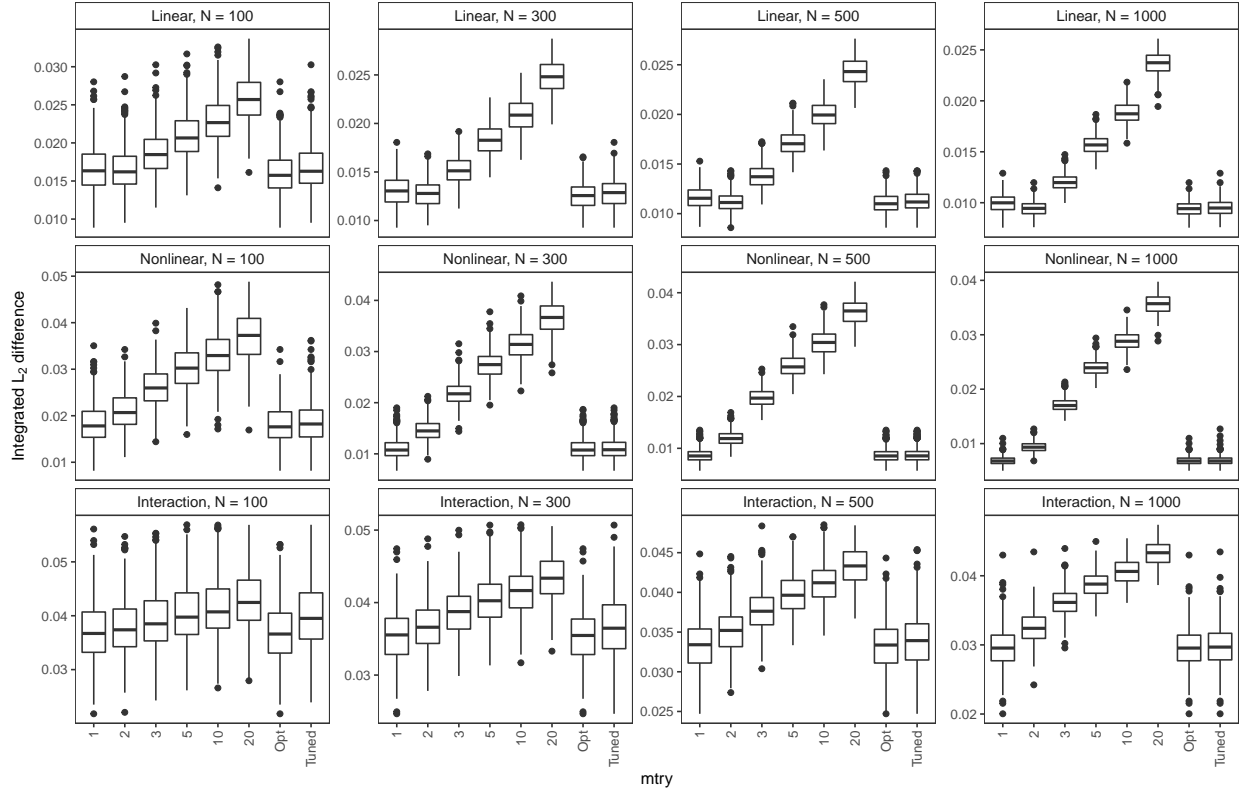 Linear, N = 100
Linear, N = 300
Linear, N = 500
Linear, N = 1000
0.030
0.025
0.020
0.015
0.010
0.025
0.020
0.015
0.010
0.025
0.020
0.015
0.010
0.025
0.020
0.015
0.010
Nonlinear, N = 100
Nonlinear, N = 300
Nonlinear, N = 500
Nonlinear, N = 1000
Integrated L₂ difference
0.05
0.04
0.03
0.02
0.01
0.04
0.03
0.02
0.01
0.04
0.03
0.02
0.01
0.04
0.03
0.02
0.01
Interaction, N = 100
Interaction, N = 300
Interaction, N = 500
Interaction, N = 1000
0.05
0.04
0.03
0.05
0.04
0.03
0.045
0.040
0.035
0.030
0.025
0.04
0.03
0.02
1 2 3 5 10 20 Opt Tuned
1 2 3 5 10 20 Opt Tuned
1 2 3 5 10 20 Opt Tuned
1 2 3 5 10 20 Opt Tuned
mtry